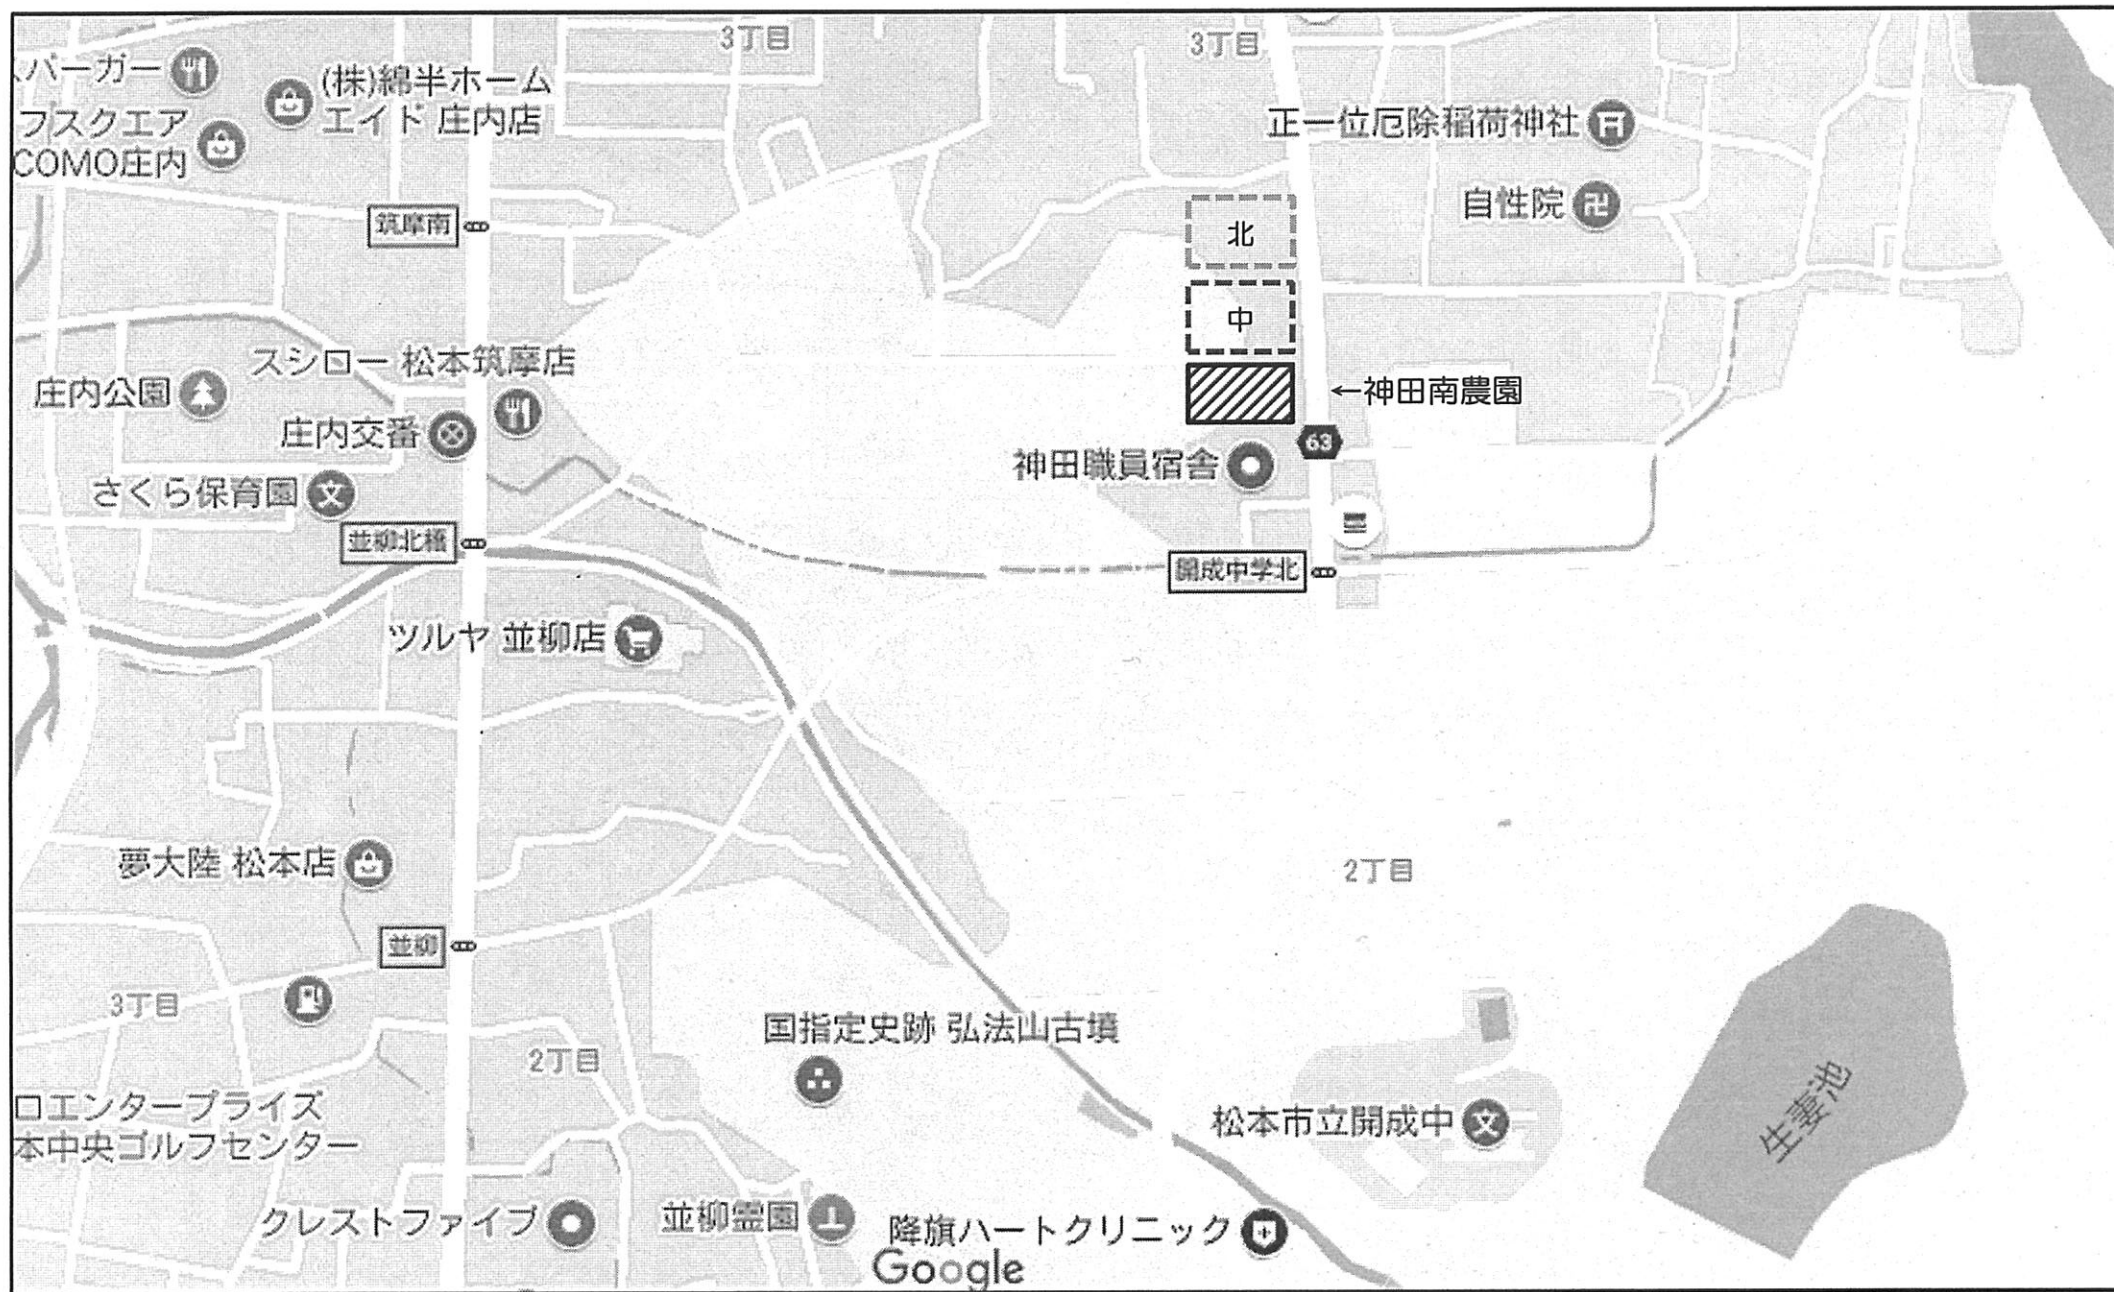 3丁目
3丁目
バーガー
(株)綿半ホーム
エイド 庄内店
フスクエア
COMO庄内
正一位厄除稲荷神社
自性院
筑摩南
北
中
スシロー 松本筑摩店
庄内公園
←神田南農園
庄内交番
63
神田職員宿舎
さくら保育園
並柳北橋
開成中学北
ツルヤ 並柳店
夢大陸 松本店
2丁目
並柳
3丁目
国指定史跡 弘法山古墳
2丁目
生妻池
ロエンタープライズ
本中央ゴルフセンター
松本市立開成中
クレストファイブ
並柳霊園
降旗ハートクリニック
Google